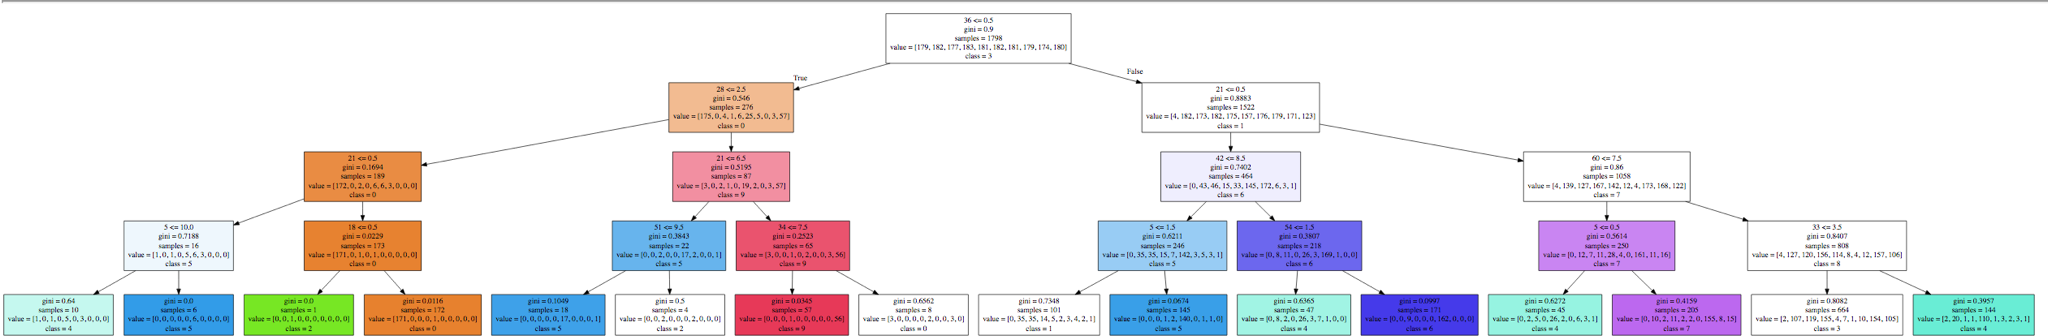 36 <= 0.5
gini = 0.9
samples = 1798
value = [179, 182, 177, 183, 181, 182, 181, 179, 174, 180]
class = 3
True
False
28 <= 2.5
gini = 0.546
samples = 276
value = [175, 0, 4, 1, 6, 25, 5, 0, 3, 57]
class = 0
21 <= 0.5
gini = 0.8883
samples = 1522
value = [4, 182, 173, 182, 175, 157, 176, 179, 171, 123]
class = 1
21 <= 0.5
gini = 0.1694
samples = 189
value = [172, 0, 2, 0, 6, 6, 3, 0, 0, 0]
class = 0
21 <= 6.5
gini = 0.5195
samples = 87
value = [3, 0, 2, 1, 0, 19, 2, 0, 3, 57]
class = 9
42 <= 8.5
gini = 0.7402
samples = 464
value = [0, 43, 46, 15, 33, 145, 172, 6, 3, 1]
class = 6
60 <= 7.5
gini = 0.86
samples = 1058
value = [4, 139, 127, 167, 142, 12, 4, 173, 168, 122]
class = 7
5 <= 10.0
gini = 0.7188
samples = 16
value = [1, 0, 1, 0, 5, 6, 3, 0, 0, 0]
class = 5
18 <= 0.5
gini = 0.0229
samples = 173
value = [171, 0, 1, 0, 1, 0, 0, 0, 0, 0]
class = 0
51 <= 9.5
gini = 0.3843
samples = 22
value = [0, 0, 2, 0, 0, 17, 2, 0, 0, 1]
class = 5
34 <= 7.5
gini = 0.2523
samples = 65
value = [3, 0, 0, 1, 0, 2, 0, 0, 3, 56]
class = 9
5 <= 1.5
gini = 0.6211
samples = 246
value = [0, 35, 35, 15, 7, 142, 3, 5, 3, 1]
class = 5
54 <= 1.5
gini = 0.3807
samples = 218
value = [0, 8, 11, 0, 26, 3, 169, 1, 0, 0]
class = 6
5 <= 0.5
gini = 0.5614
samples = 250
value = [0, 12, 7, 11, 28, 4, 0, 161, 11, 16]
class = 7
33 <= 3.5
gini = 0.8407
samples = 808
value = [4, 127, 120, 156, 114, 8, 4, 12, 157, 106]
class = 8
gini = 0.64
samples = 10
value = [1, 0, 1, 0, 5, 0, 3, 0, 0, 0]
class = 4
gini = 0.0
samples = 6
value = [0, 0, 0, 0, 0, 6, 0, 0, 0, 0]
class = 5
gini = 0.0
samples = 1
value = [0, 0, 1, 0, 0, 0, 0, 0, 0, 0]
class = 2
gini = 0.0116
samples = 172
value = [171, 0, 0, 0, 1, 0, 0, 0, 0, 0]
class = 0
gini = 0.1049
samples = 18
value = [0, 0, 0, 0, 0, 17, 0, 0, 0, 1]
class = 5
gini = 0.5
samples = 4
value = [0, 0, 2, 0, 0, 0, 2, 0, 0, 0]
class = 2
gini = 0.0345
samples = 57
value = [0, 0, 0, 1, 0, 0, 0, 0, 0, 56]
class = 9
gini = 0.6562
samples = 8
value = [3, 0, 0, 0, 0, 2, 0, 0, 3, 0]
class = 0
gini = 0.7348
samples = 101
value = [0, 35, 35, 14, 5, 2, 3, 4, 2, 1]
class = 1
gini = 0.0674
samples = 145
value = [0, 0, 0, 1, 2, 140, 0, 1, 1, 0]
class = 5
gini = 0.6365
samples = 47
value = [0, 8, 2, 0, 26, 3, 7, 1, 0, 0]
class = 4
gini = 0.0997
samples = 171
value = [0, 0, 9, 0, 0, 0, 162, 0, 0, 0]
class = 6
gini = 0.6272
samples = 45
value = [0, 2, 5, 0, 26, 2, 0, 6, 3, 1]
class = 4
gini = 0.4159
samples = 205
value = [0, 10, 2, 11, 2, 2, 0, 155, 8, 15]
class = 7
gini = 0.8082
samples = 664
value = [2, 107, 119, 155, 4, 7, 1, 10, 154, 105]
class = 3
gini = 0.3957
samples = 144
value = [2, 20, 1, 1, 110, 1, 3, 2, 3, 1]
class = 4